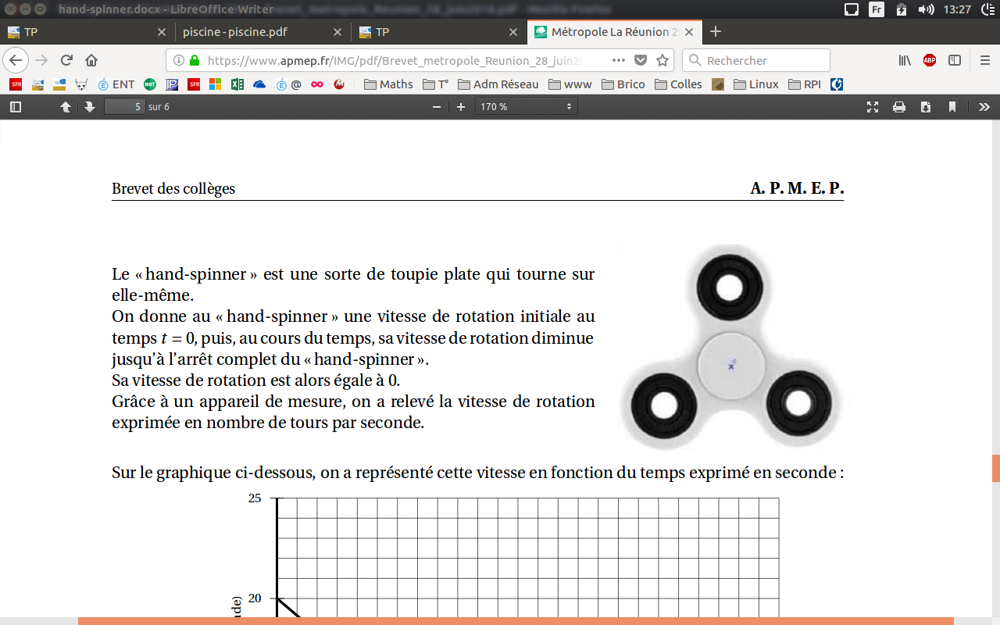 hand-spinner.docx - LibreOffice Writer
Fr
13:27
TP
piscine - piscine.pdf
TP
Métropole La Réunion 2
https://www.apmep.fr/IMG/pdf/Brevet_metropole_Reunion_28_juin20
Rechercher
ABP
SFR
ENT
NOT
P
SFR
@
Maths
T°
Adm Réseau
www
Brico
Colles
Linux
RPI
5 sur 6
170 %
Brevet des collèges
A. P. M. E. P.
Le « hand-spinner » est une sorte de toupie plate qui tourne sur
elle-même.
On donne au « hand-spinner » une vitesse de rotation initiale au
temps t = 0, puis, au cours du temps, sa vitesse de rotation diminue
jusqu'à l'arrêt complet du « hand-spinner ».
Sa vitesse de rotation est alors égale à 0.
Grâce à un appareil de mesure, on a relevé la vitesse de rotation
exprimée en nombre de tours par seconde.
Sur le graphique ci-dessous, on a représenté cette vitesse en fonction du temps exprimé en seconde :
25
20
nde)